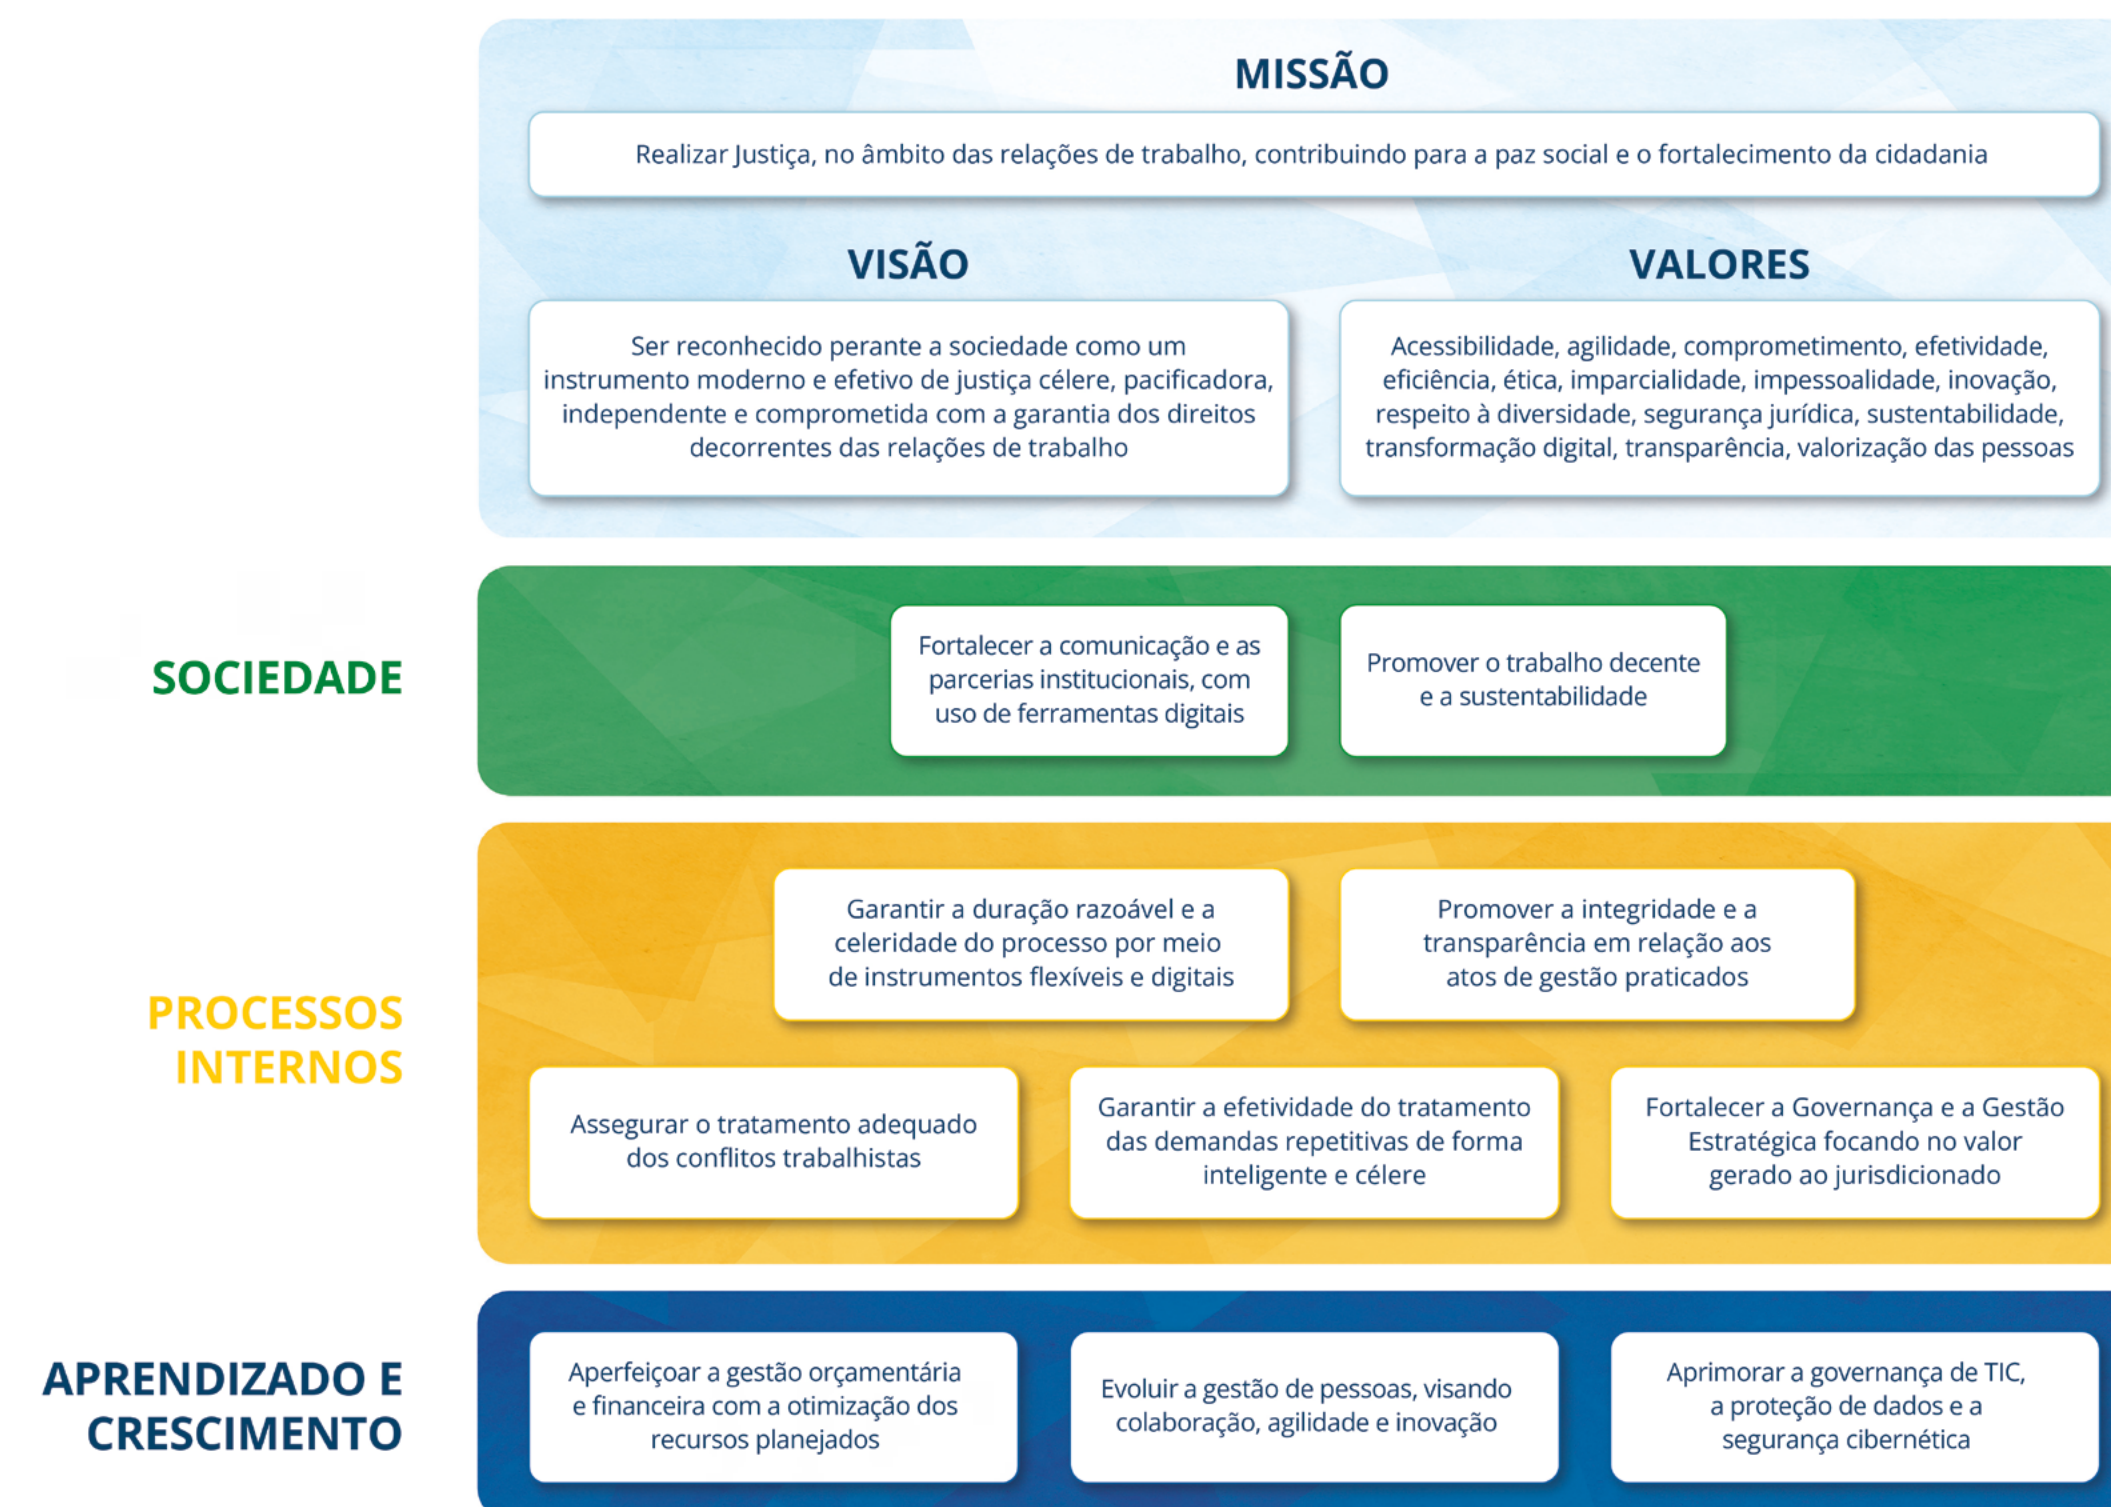 MISSÃO
Realizar Justiça, no âmbito das relações de trabalho, contribuindo para a paz social e o fortalecimento da cidadania
VISÃO
Ser reconhecido perante a sociedade como um
instrumento moderno e efetivo de justiça célere, pacificadora,
independente e comprometida com a garantia dos direitos
decorrentes das relações de trabalho
VALORES
Acessibilidade, agilidade, comprometimento, efetividade,
eficiência, ética, imparcialidade, impessoalidade, inovação,
respeito à diversidade, segurança jurídica, sustentabilidade,
transformação digital, transparência, valorização das pessoas
SOCIEDADE
Fortalecer a comunicação e as
parcerias institucionais, com
uso de ferramentas digitais
Promover o trabalho decente
e a sustentabilidade
PROCESSOS
INTERNOS
Garantir a duração razoável e a
celeridade do processo por meio
de instrumentos flexíveis e digitais
Promover a integridade e a
transparência em relação aos
atos de gestão praticados
Assegurar o tratamento adequado
dos conflitos trabalhistas
Garantir a efetividade do tratamento
das demandas repetitivas de forma
inteligente e célere
Fortalecer a Governança e a Gestão
Estratégica focando no valor
gerado ao jurisdicionado
APRENDIZADO E
CRESCIMENTO
Aperfeiçoar a gestão orçamentária
e financeira com a otimização dos
recursos planejados
Evoluir a gestão de pessoas, visando
colaboração, agilidade e inovação
Aprimorar a governança de TIC,
a proteção de dados e a
segurança cibernética